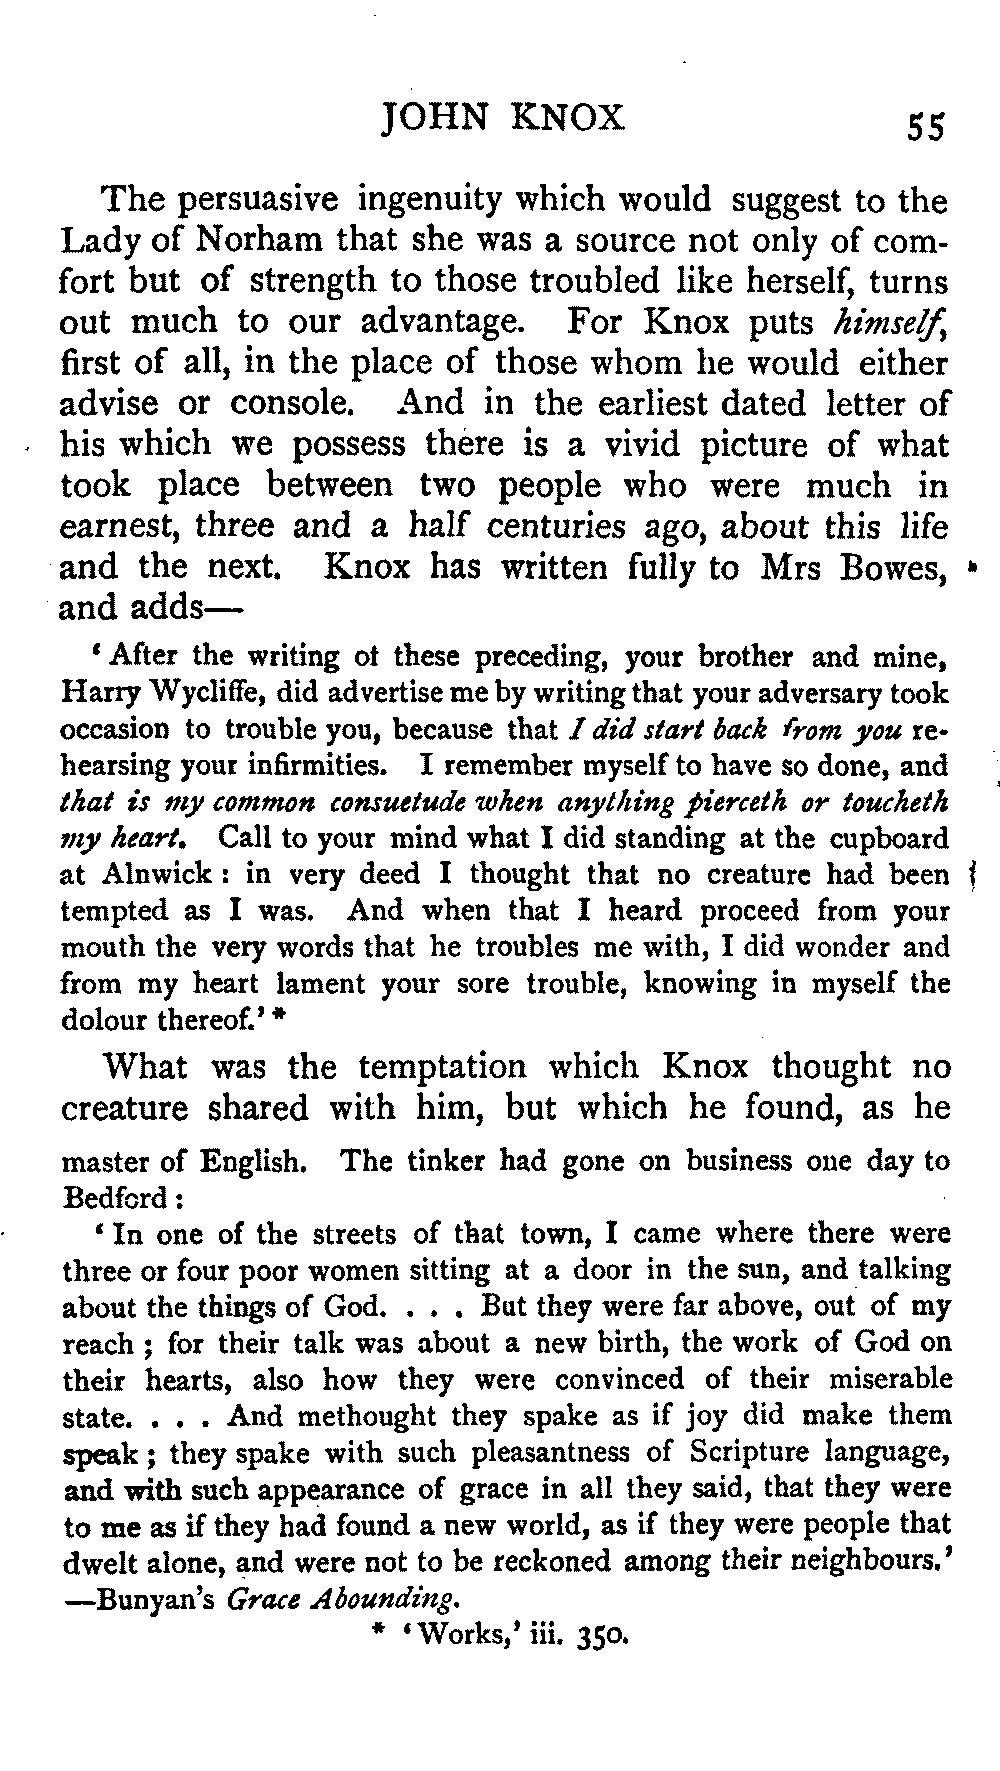 JOHN KNOX 55
The persuasive ingenuity which would suggest to the
Lady of Norham that she was a source not only of com-
fort but of strength to those troubled like herself, turns
out much to our advantage. For Knox puts himself,
first of all, in the place of those whom he would either
advise or console. And in the earliest dated letter of
his which we possess there is a vivid picture of what
took place between two people who were much in
earnest, three and a half centuries ago, about this life
and the next. Knox has written fully to Mrs Bowes,
and adds—
‘After the writing of these preceding, your brother and mine,
Harry Wycliffe, did advertise me by writing that your adversary took
occasion to trouble you, because that I did start back from you re-
hearsing your infirmities. I remember myself to have so done, and
that is my common consuetude when anything pierceth or toucheth
my heart. Call to your mind what I did standing at the cupboard
at Alnwick : in very deed I thought that no creature had been
tempted as I was. And when that I heard proceed from your
mouth the very words that he troubles me with, I did wonder and
from my heart lament your sore trouble, knowing in myself the
dolour thereof.’ *
What was the temptation which Knox thought no
creature shared with him, but which he found, as he
master of English. The tinker had gone on business one day to
Bedford :
‘In one of the streets of that town, I came where there were
three or four poor women sitting at a door in the sun, and talking
about the things of God. . . . But they were far above, out of my
reach ; for their talk was about a new birth, the work of God on
their hearts, also how they were convinced of their miserable
state. . . . And methought they spake as if joy did make them
speak ; they spake with such pleasantness of Scripture language,
and with such appearance of grace in all they said, that they were
to me as if they had found a new world, as if they were people that
dwelt alone, and were not to be reckoned among their neighbours.’
—Bunyan’s Grace Abounding.
* ‘Works,’ iii. 350.